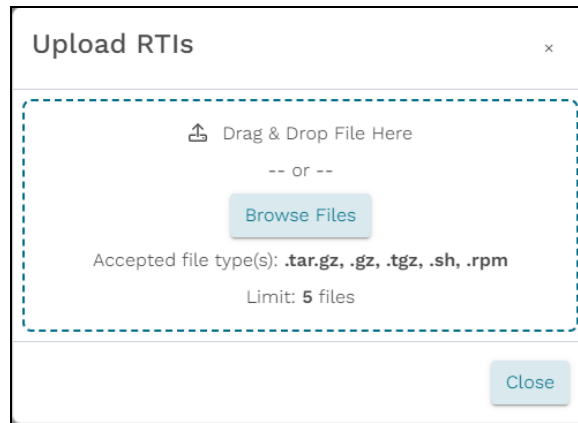 Upload RTIs
×
Drag & Drop File Here
-- or --
Browse Files
Accepted file type(s): .tar.gz, .gz, .tgz, .sh, .rpm
Limit: 5 files
Close